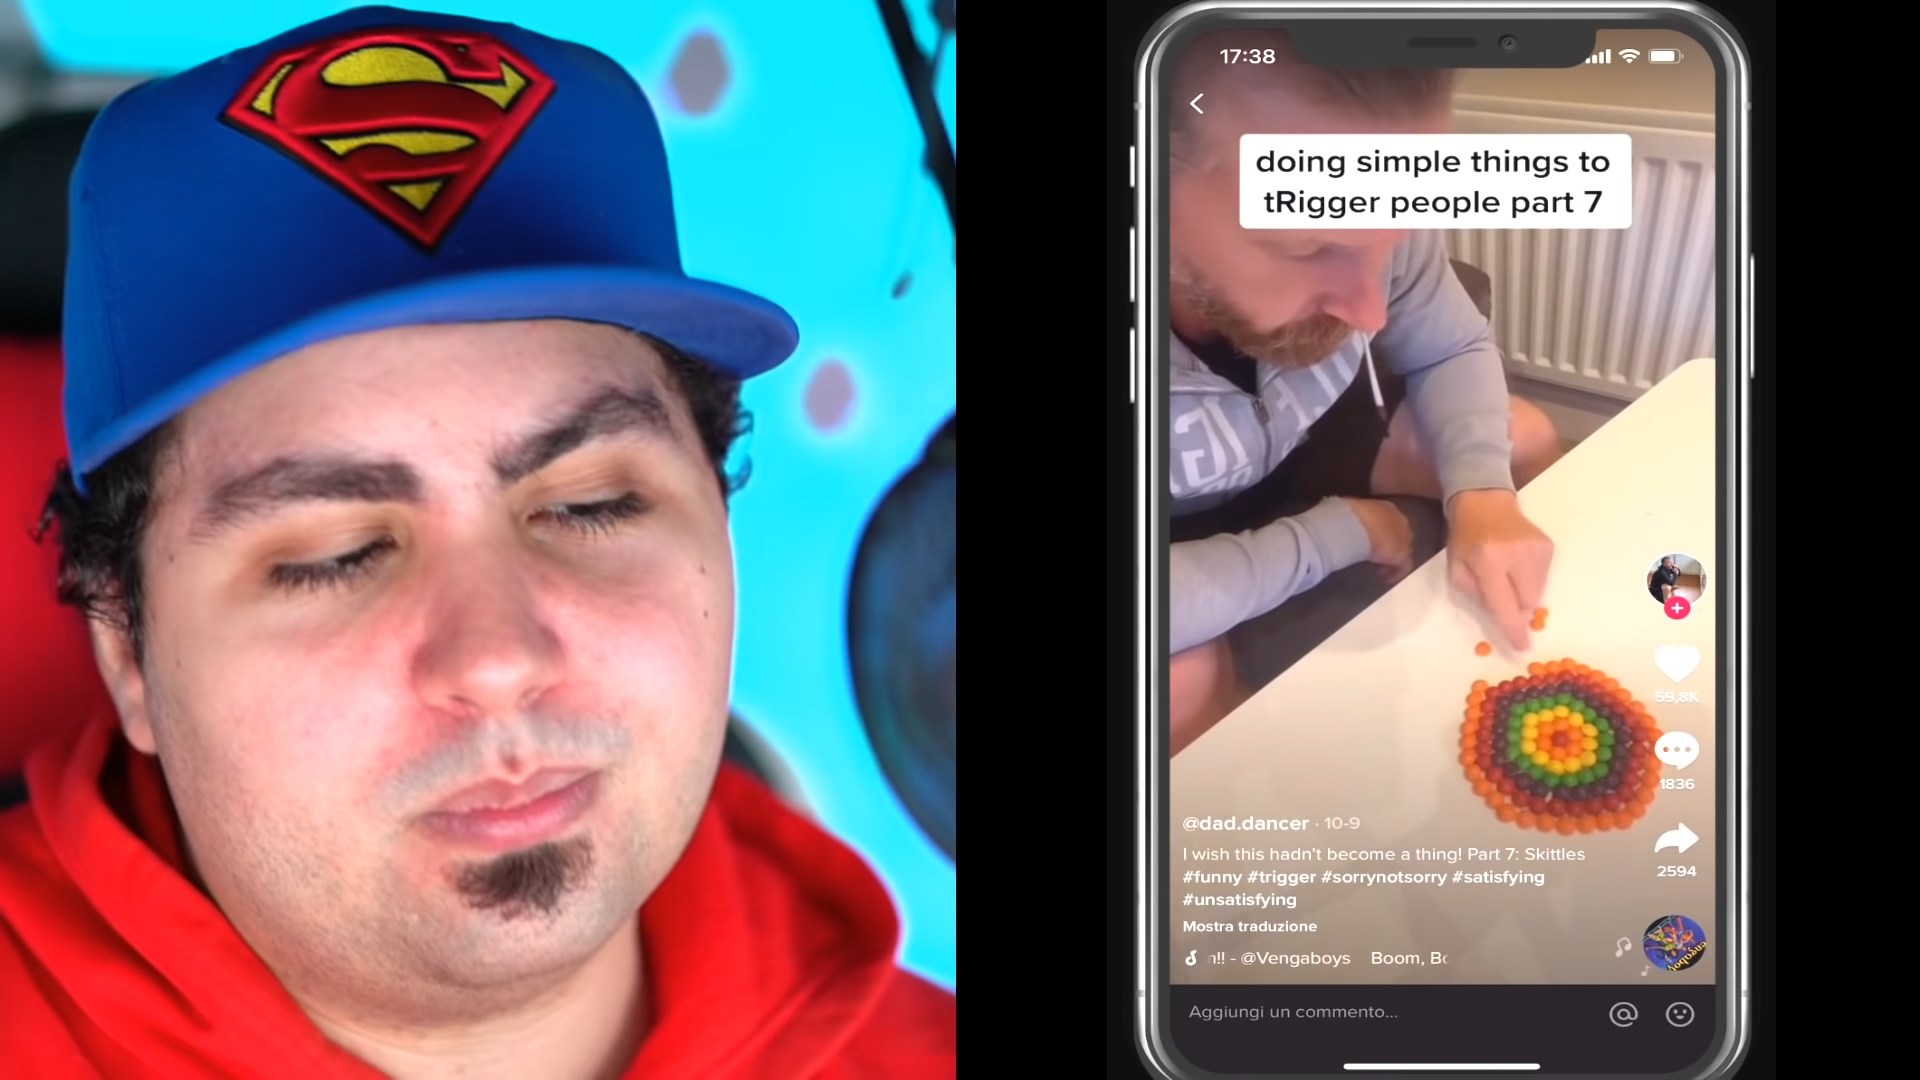 17:38
doing simple things to
tRigger people part 7
59,8K
1836
2594
@dad.dancer · 10-9
I wish this hadn't become a thing! Part 7: Skittles
#funny #trigger #sorrynotsorry #satisfying
#unsatisfying
Mostra traduzione
!! - @Vengaboys Boom, B
Aggiungi un commento...